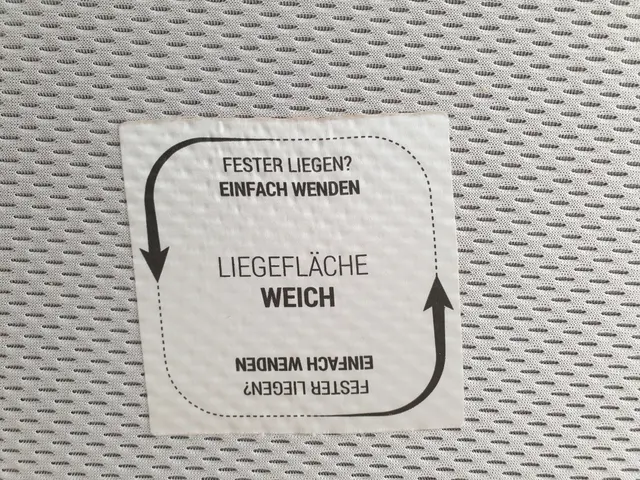 FESTER LIEGEN?
EINFACH WENDEN
LIEGEFLÄCHE
WEICH
FESTER LIEGEN?
EINFACH WENDEN